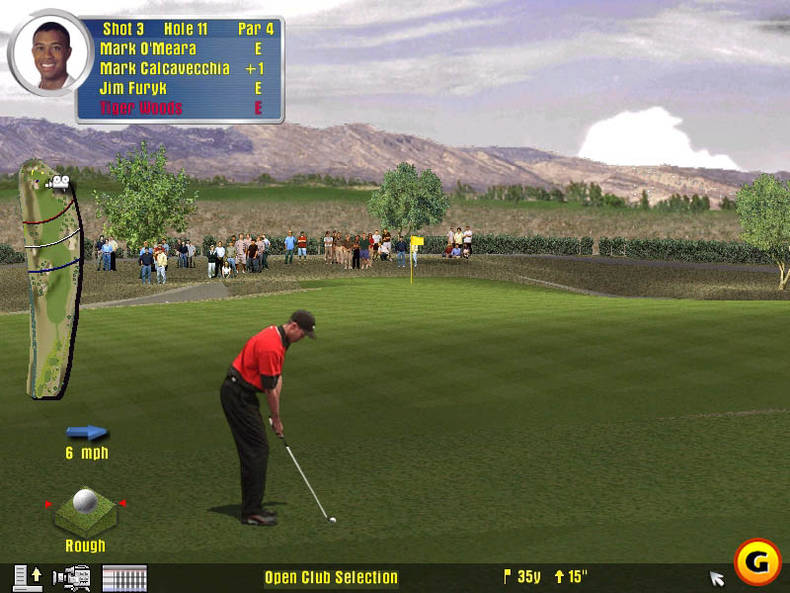 Shot 3 Hole 11 Par 4
Mark O'Meara E
Mark Calcavecchia +1
Jim Furyk E
Tiger Woods E
6 mph
Rough
Open Club Selection 35y 15"
G